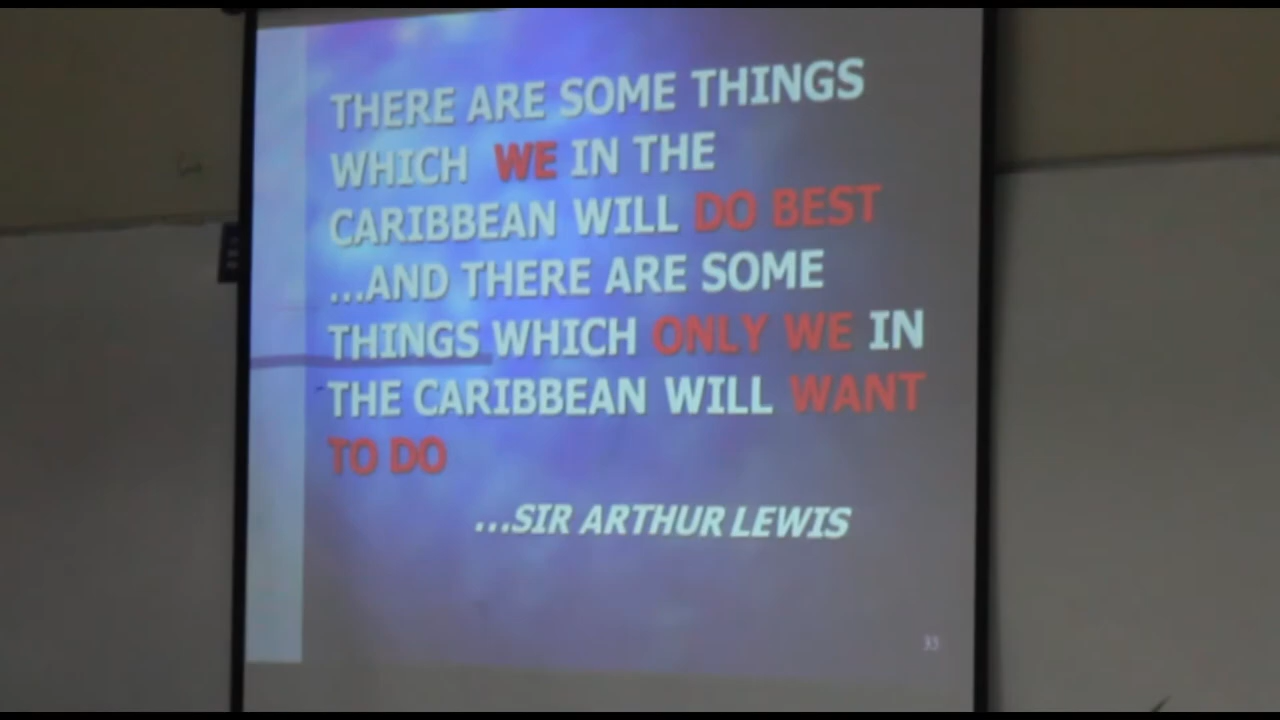 THERE ARE SOME THINGS
WHICH WE IN THE
CARIBBEAN WILL DO BEST
...AND THERE ARE SOME
THINGS WHICH ONLY WE IN
THE CARIBBEAN WILL WANT
TO DO
...SIR ARTHUR LEWIS
33